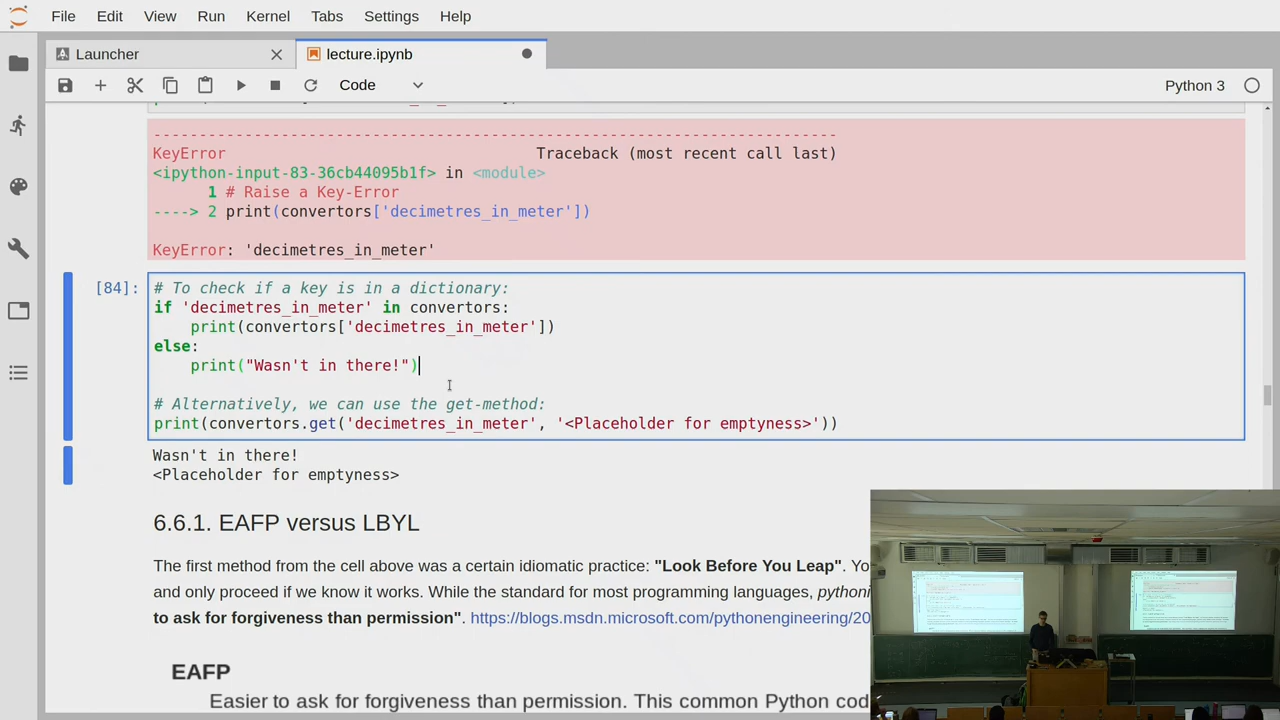 File Edit View Run Kernel Tabs Settings Help
Launcher
lecture.ipynb
Code
Python 3
---------------------------------------------------------------------------
KeyError Traceback (most recent call last)
<ipython-input-83-36cb44095b1f> in <module>
1 # Raise a Key-Error
----> 2 print(convertors['decimetres_in_meter'])
KeyError: 'decimetres_in_meter'
[84]:
# To check if a key is in a dictionary:
if 'decimetres_in_meter' in convertors:
print(convertors['decimetres_in_meter'])
else:
print("Wasn't in there!")
# Alternatively, we can use the get-method:
print(convertors.get('decimetres_in_meter', '<Placeholder for emptyness>'))
Wasn't in there!
<Placeholder for emptyness>
6.6.1. EAFP versus LBYL
The first method from the cell above was a certain idiomatic practice: "Look Before You Leap". Yo
and only proceed if we know it works. While the standard for most programming languages, pythoni
to ask for forgiveness than permission". https://blogs.msdn.microsoft.com/pythonengineering/20
EAFP
Easier to ask for forgiveness than permission. This common Python cod